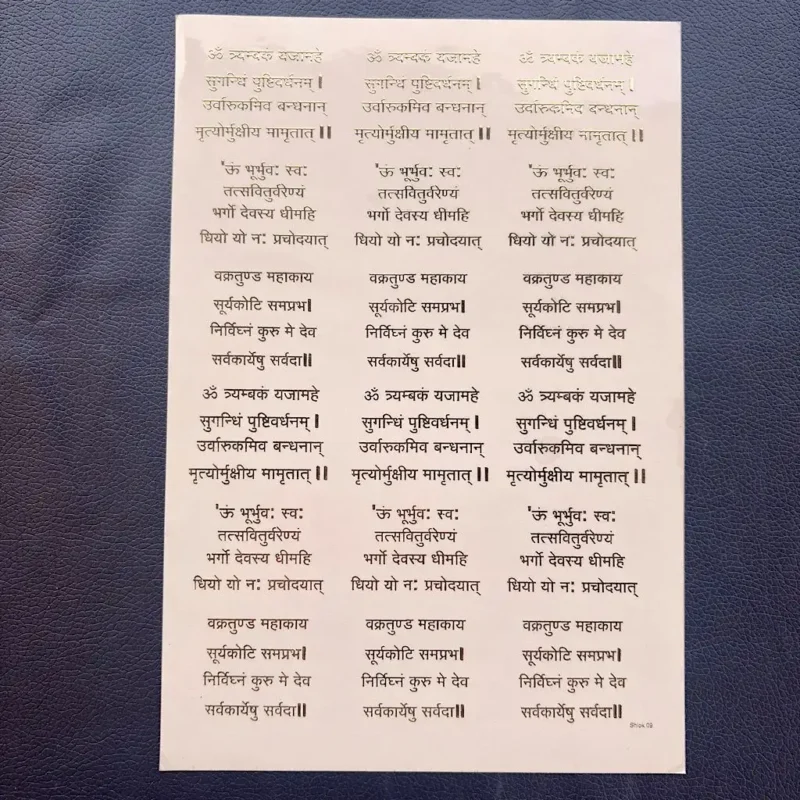 ॐ त्र्यम्बकं यजामहे
सुगन्धिं पुष्टिवर्धनम् ।
उर्वारुकमिव बन्धनान्
मृत्योर्मुक्षीय मामृतात् ।।
ॐ त्र्यम्बकं यजामहे
सुगन्धिं पुष्टिवर्धनम् ।
उर्वारुकमिव बन्धनान्
मृत्योर्मुक्षीय मामृतात् ।।
ॐ त्र्यम्बकं यजामहे
सुगन्धिं पुष्टिवर्धनम् ।
उर्वारुकमिव बन्धनान्
मृत्योर्मुक्षीय मामृतात् ।।
'ऊं भूर्भुवः स्वः
तत्सवितुर्वरेण्यं
भर्गो देवस्य धीमहि
धियो यो नः प्रचोदयात्
'ऊं भूर्भुवः स्वः
तत्सवितुर्वरेण्यं
भर्गो देवस्य धीमहि
धियो यो नः प्रचोदयात्
'ऊं भूर्भुवः स्वः
तत्सवितुर्वरेण्यं
भर्गो देवस्य धीमहि
धियो यो नः प्रचोदयात्
वक्रतुण्ड महाकाय
सूर्यकोटि समप्रभ।
निर्विघ्नं कुरु मे देव
सर्वकार्येषु सर्वदा।।
वक्रतुण्ड महाकाय
सूर्यकोटि समप्रभ।
निर्विघ्नं कुरु मे देव
सर्वकार्येषु सर्वदा।।
वक्रतुण्ड महाकाय
सूर्यकोटि समप्रभ।
निर्विघ्नं कुरु मे देव
सर्वकार्येषु सर्वदा।।
ॐ त्र्यम्बकं यजामहे
सुगन्धिं पुष्टिवर्धनम् ।
उर्वारुकमिव बन्धनान्
मृत्योर्मुक्षीय मामृतात् ।।
ॐ त्र्यम्बकं यजामहे
सुगन्धिं पुष्टिवर्धनम् ।
उर्वारुकमिव बन्धनान्
मृत्योर्मुक्षीय मामृतात् ।।
ॐ त्र्यम्बकं यजामहे
सुगन्धिं पुष्टिवर्धनम् ।
उर्वारुकमिव बन्धनान्
मृत्योर्मुक्षीय मामृतात् ।।
'ऊं भूर्भुवः स्वः
तत्सवितुर्वरेण्यं
भर्गो देवस्य धीमहि
धियो यो नः प्रचोदयात्
'ऊं भूर्भुवः स्वः
तत्सवितुर्वरेण्यं
भर्गो देवस्य धीमहि
धियो यो नः प्रचोदयात्
'ऊं भूर्भुवः स्वः
तत्सवितुर्वरेण्यं
भर्गो देवस्य धीमहि
धियो यो नः प्रचोदयात्
वक्रतुण्ड महाकाय
सूर्यकोटि समप्रभ।
निर्विघ्नं कुरु मे देव
सर्वकार्येषु सर्वदा।।
वक्रतुण्ड महाकाय
सूर्यकोटि समप्रभ।
निर्विघ्नं कुरु मे देव
सर्वकार्येषु सर्वदा।।
वक्रतुण्ड महाकाय
सूर्यकोटि समप्रभ।
निर्विघ्नं कुरु मे देव
सर्वकार्येषु सर्वदा।।
Shlok